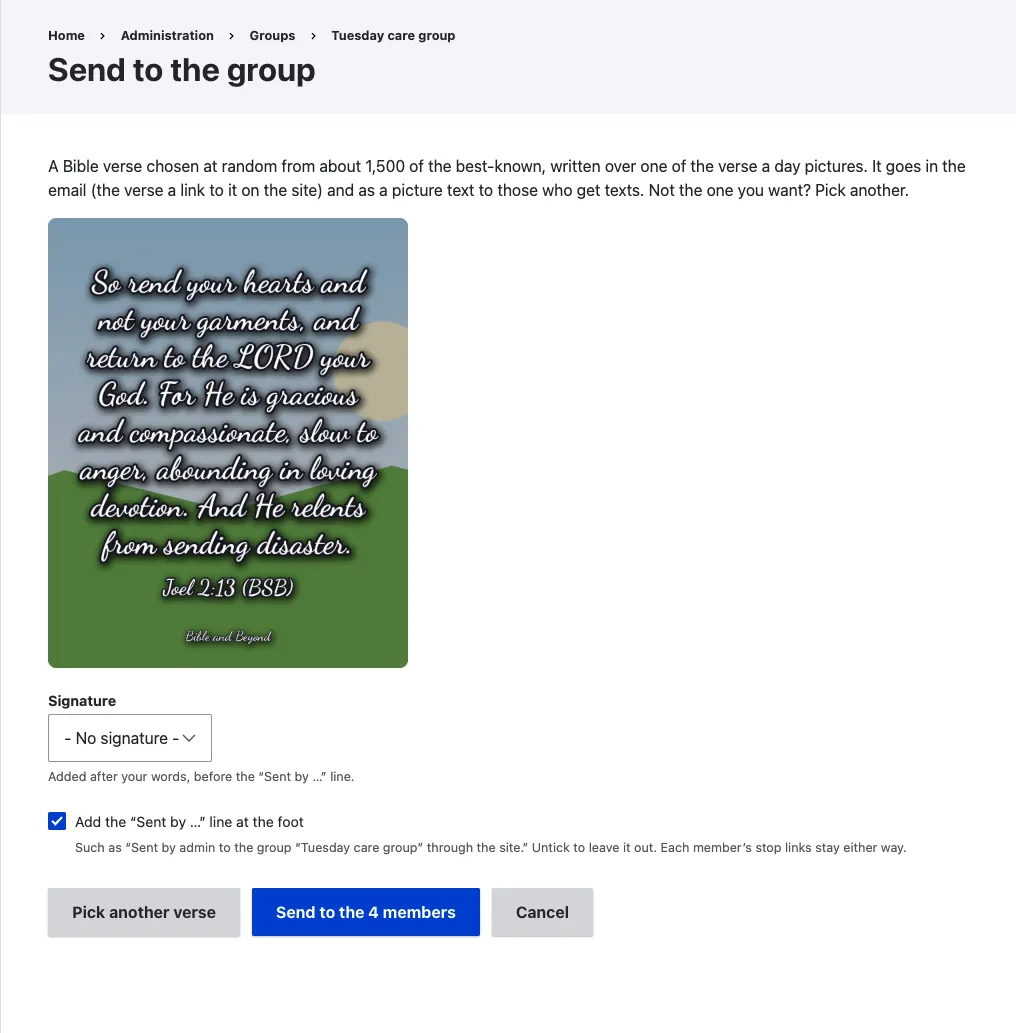 Home › Administration › Groups › Tuesday care group
Send to the group
A Bible verse chosen at random from about 1,500 of the best-known, written over one of the verse a day pictures. It goes in the
email (the verse a link to it on the site) and as a picture text to those who get texts. Not the one you want? Pick another.
So rend your hearts and
not your garments, and
return to the LORD your
God. For He is gracious
and compassionate, slow to
anger, abounding in loving
devotion. And He relents
from sending disaster.
Joel 2:13 (BSB)
Bible and Beyond
Signature
- No signature -
Added after your words, before the “Sent by ...” line.
Add the “Sent by ...” line at the foot
Such as “Sent by admin to the group “Tuesday care group” through the site.” Untick to leave it out. Each member’s stop links stay either way.
Pick another verse
Send to the 4 members
Cancel